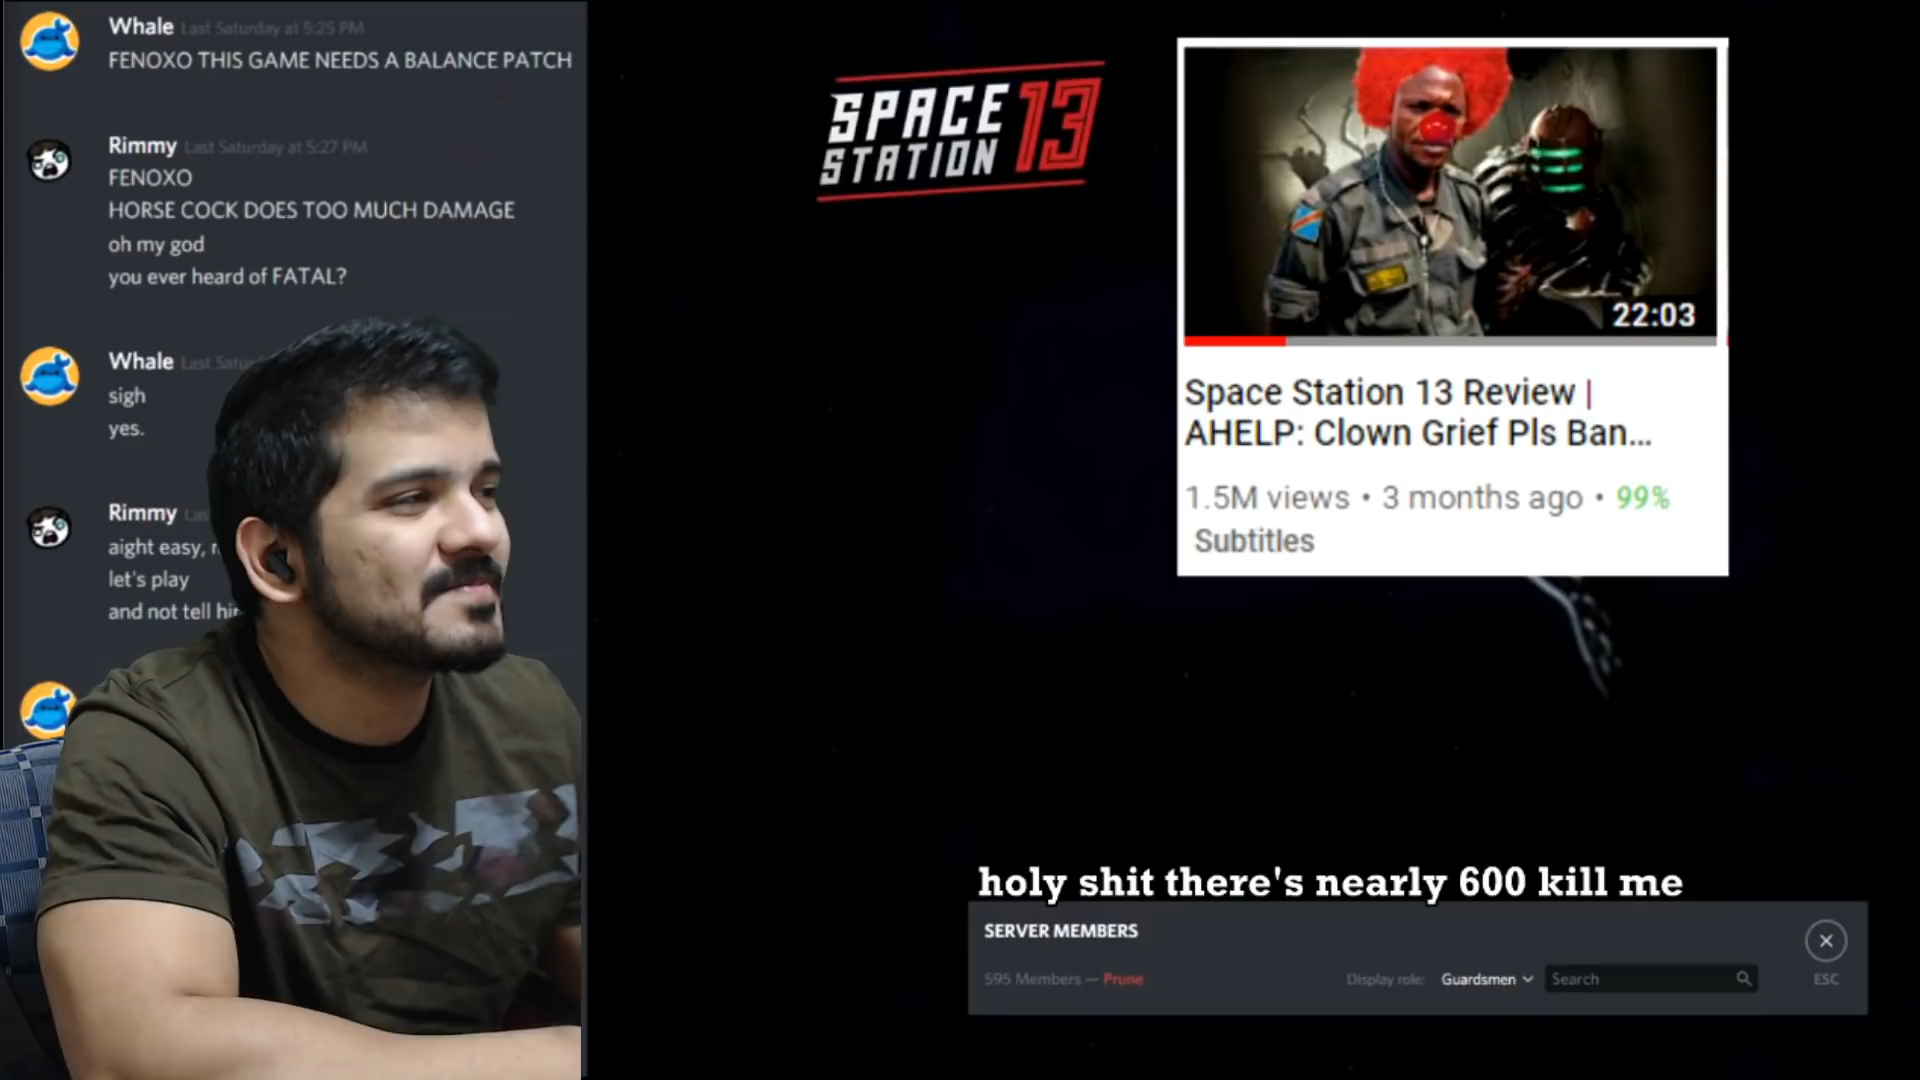 Whale Last Saturday at 5:25 PM
FENOXO THIS GAME NEEDS A BALANCE PATCH
Rimmy Last Saturday at 5:27 PM
FENOXO
HORSE COCK DOES TOO MUCH DAMAGE
oh my god
you ever heard of FATAL?
Whale Last
sigh
yes.
Rimmy
aight easy,
let's play
and not tell
SPACE
STATION 13
22:03
Space Station 13 Review |
AHELP: Clown Grief Pls Ban...
1.5M views • 3 months ago • 99%
Subtitles
holy shit there's nearly 600 kill me
SERVER MEMBERS
595 Members — Prune
Display role: Guardsmen
Search
ESC